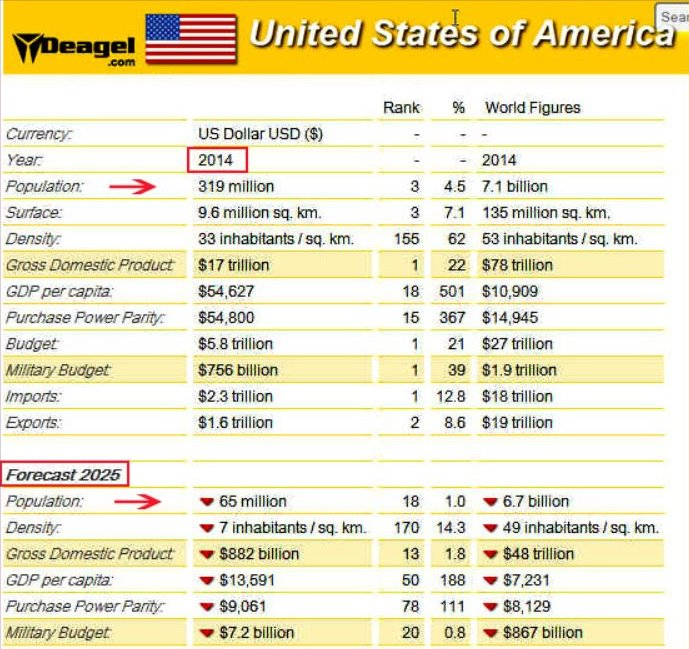 Deagel
.com
United States of America
Sear
Rank % World Figures
Currency: US Dollar USD ($) - - -
Year: 2014 - - 2014
Population: 319 million 3 4.5 7.1 billion
Surface: 9.6 million sq. km. 3 7.1 135 million sq. km.
Density: 33 inhabitants / sq. km. 155 62 53 inhabitants / sq. km.
Gross Domestic Product: $17 trillion 1 22 $78 trillion
GDP per capita: $54,627 18 501 $10,909
Purchase Power Parity: $54,800 15 367 $14,945
Budget: $5.8 trillion 1 21 $27 trillion
Military Budget: $756 billion 1 39 $1.9 trillion
Imports: $2.3 trillion 1 12.8 $18 trillion
Exports: $1.6 trillion 2 8.6 $19 trillion
Forecast 2025
Population: 65 million 18 1.0 6.7 billion
Density: 7 inhabitants / sq. km. 170 14.3 49 inhabitants / sq. km.
Gross Domestic Product: $882 billion 13 1.8 $48 trillion
GDP per capita: $13,591 50 188 $7,231
Purchase Power Parity: $9,061 78 111 $8,129
Military Budget: $7.2 billion 20 0.8 $867 billion